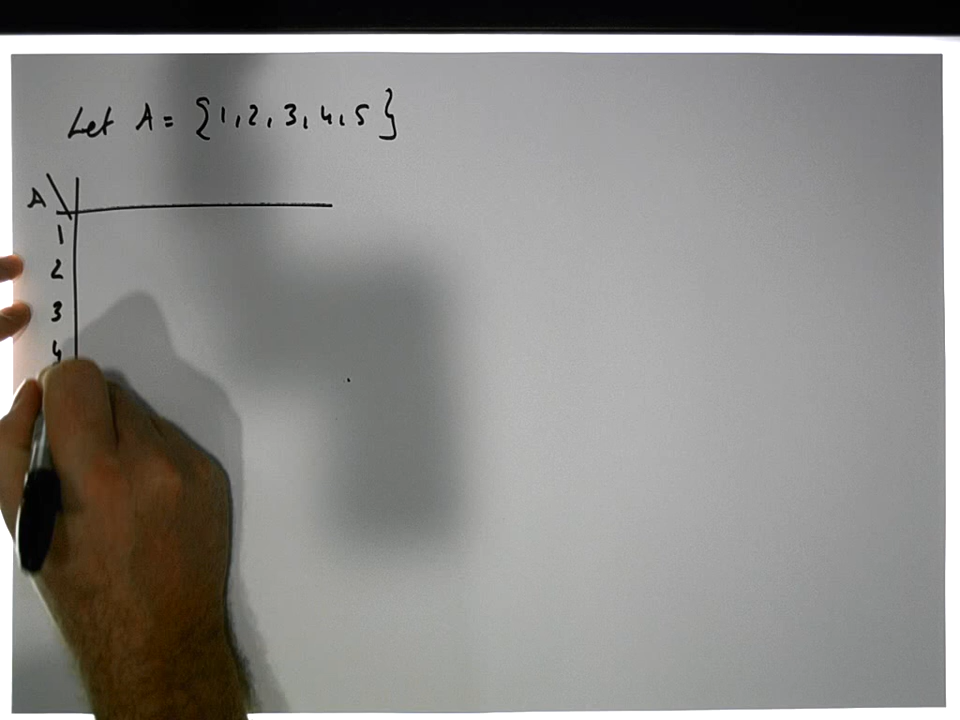 Let A = {1, 2, 3, 4, 5}
A
1
2
3
4